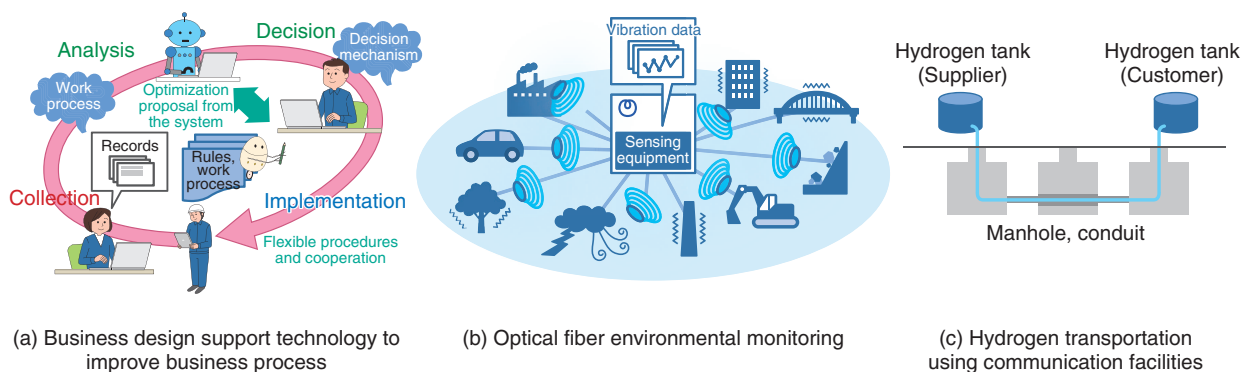 Analysis
Decision
Work
process
Decision
mechanism
Optimization
proposal from
the system
Records
Rules,
work
process
Collection
Implementation
Flexible procedures
and cooperation
(a) Business design support technology to
improve business process
Vibration data
Sensing
equipment
(b) Optical fiber environmental monitoring
Hydrogen tank
(Supplier)
Hydrogen tank
(Customer)
Manhole, conduit
(c) Hydrogen transportation
using communication facilities